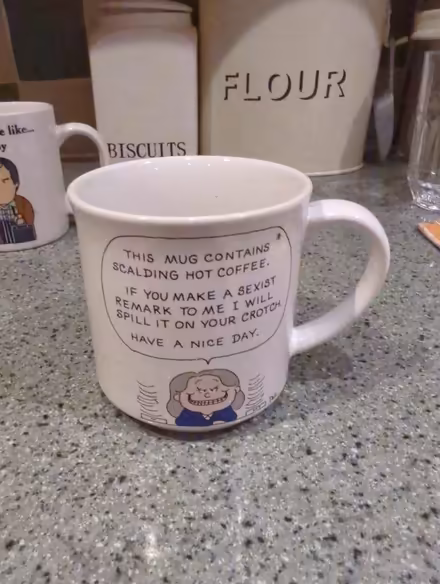 FLOUR
BISCUITS
e like...
y
THIS MUG CONTAINS
SCALDING HOT COFFEE.
IF YOU MAKE A SEXIST
REMARK TO ME I WILL
SPILL IT ON YOUR CROTCH.
HAVE A NICE DAY.